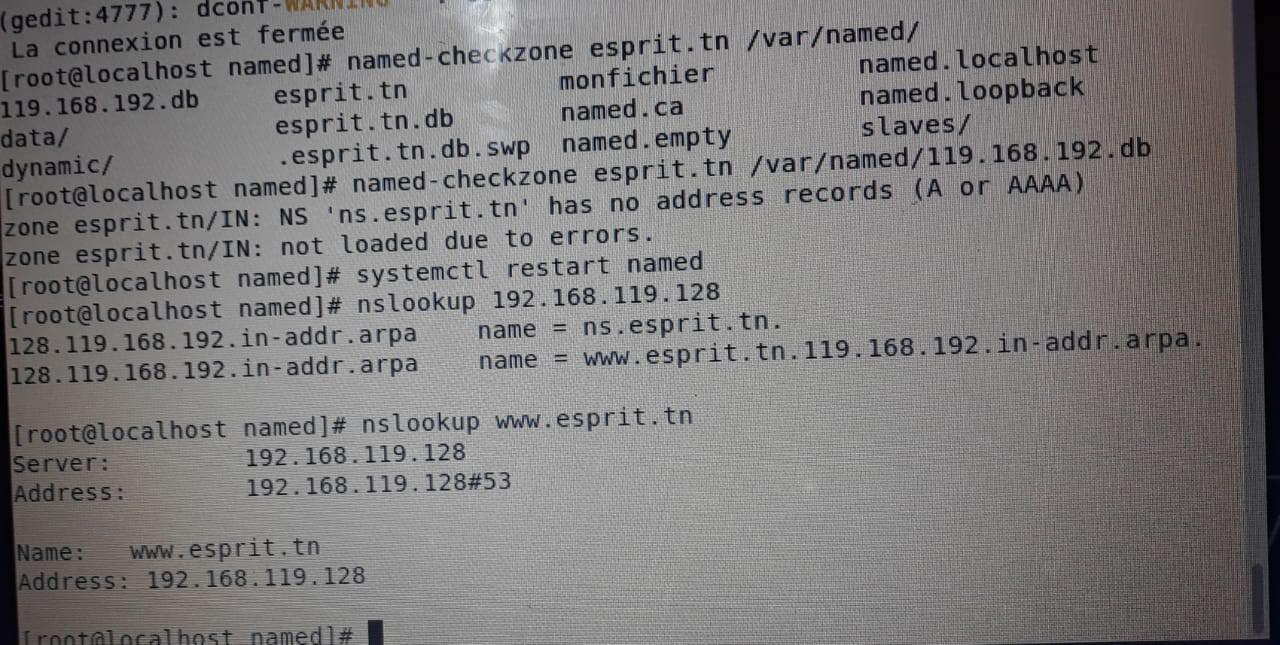 (gedit:4777): dconf-WARNING
La connexion est fermée
[root@localhost named]# named-checkzone esprit.tn /var/named/
119.168.192.db esprit.tn monfichier named.localhost
data/ esprit.tn.db named.ca named.loopback
dynamic/ .esprit.tn.db.swp named.empty slaves/
[root@localhost named]# named-checkzone esprit.tn /var/named/119.168.192.db
zone esprit.tn/IN: NS 'ns.esprit.tn' has no address records (A or AAAA)
zone esprit.tn/IN: not loaded due to errors.
[root@localhost named]# systemctl restart named
[root@localhost named]# nslookup 192.168.119.128
128.119.168.192.in-addr.arpa name = ns.esprit.tn.
128.119.168.192.in-addr.arpa name = www.esprit.tn.119.168.192.in-addr.arpa.
[root@localhost named]# nslookup www.esprit.tn
Server: 192.168.119.128
Address: 192.168.119.128#53
Name: www.esprit.tn
Address: 192.168.119.128
[root@localhost named]#